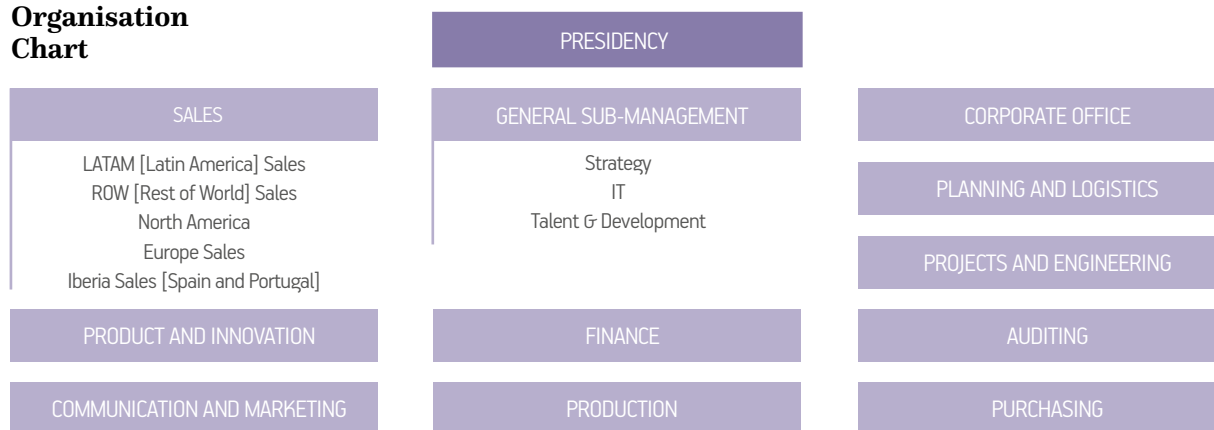 Organisation
Chart
PRESIDENCY
SALES
LATAM [Latin America] Sales
ROW [Rest of World] Sales
North America
Europe Sales
Iberia Sales [Spain and Portugal]
GENERAL SUB-MANAGEMENT
Strategy
IT
Talent & Development
CORPORATE OFFICE
PLANNING AND LOGISTICS
PROJECTS AND ENGINEERING
PRODUCT AND INNOVATION
FINANCE
AUDITING
COMMUNICATION AND MARKETING
PRODUCTION
PURCHASING